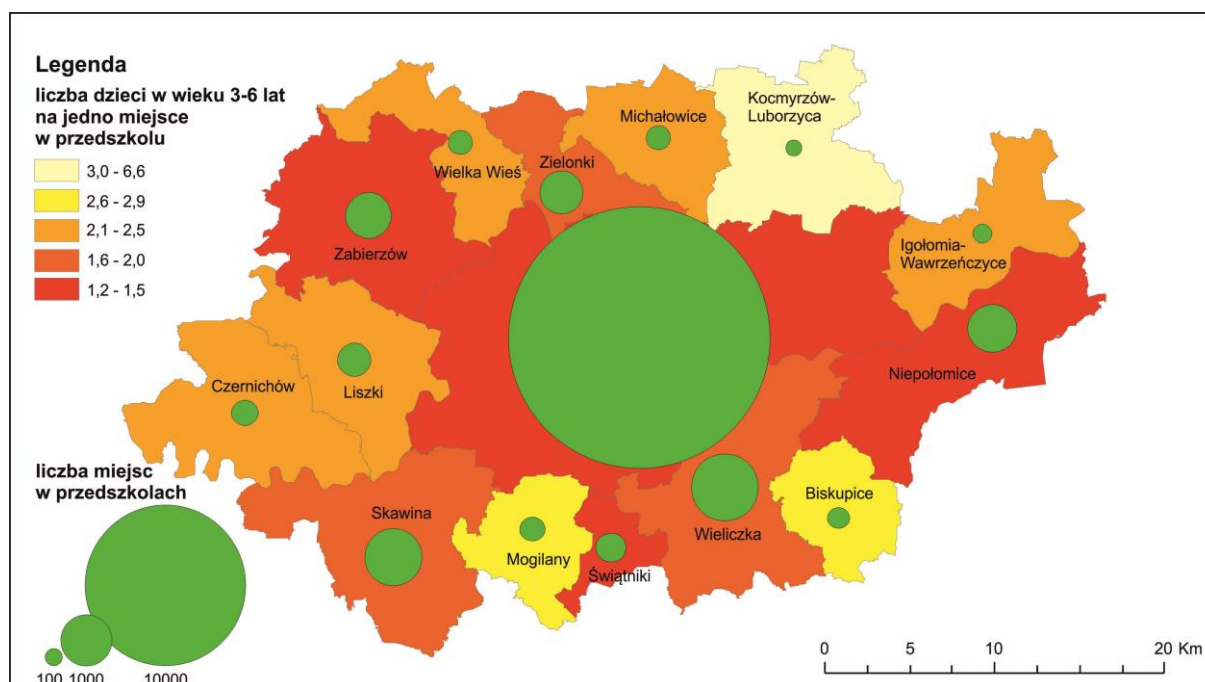 Legenda
liczba dzieci w wieku 3-6 lat
na jedno miejsce
w przedszkolu
3,0 - 6,6
2,6 - 2,9
2,1 - 2,5
1,6 - 2,0
1,2 - 1,5
Kocmyrzów-
Luborzyca
Michałowice
Zielonki
Wielka Wieś
Zabierzów
Igołomia-
Wawrzeńczyce
Niepołomice
Czernichów
Liszki
Skawina
Mogilany
Świątniki
Wieliczka
Biskupice
liczba miejsc
w przedszkolach
100 1000 10000
0 5 10 20 Km